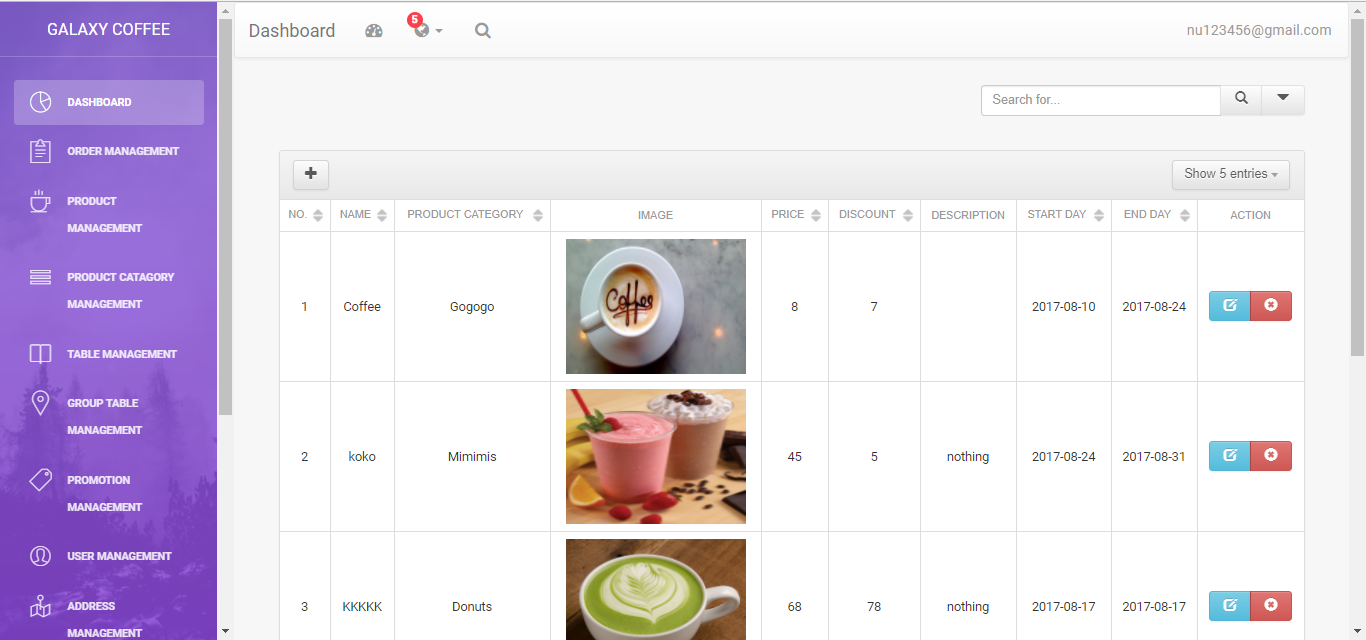 GALAXY COFFEE
DASHBOARD
ORDER MANAGEMENT
PRODUCT
MANAGEMENT
PRODUCT CATAGORY
MANAGEMENT
TABLE MANAGEMENT
GROUP TABLE
MANAGEMENT
PROMOTION
MANAGEMENT
USER MANAGEMENT
ADDRESS
MANAGEMENT
Dashboard 5 nu123456@gmail.com
Search for...
Show 5 entries
NO. NAME PRODUCT CATEGORY IMAGE PRICE DISCOUNT DESCRIPTION START DAY END DAY ACTION
1 Coffee Gogogo Coffee 8 7 2017-08-10 2017-08-24
2 koko Mimimis 45 5 nothing 2017-08-24 2017-08-31
3 KKKKK Donuts 68 78 nothing 2017-08-17 2017-08-17